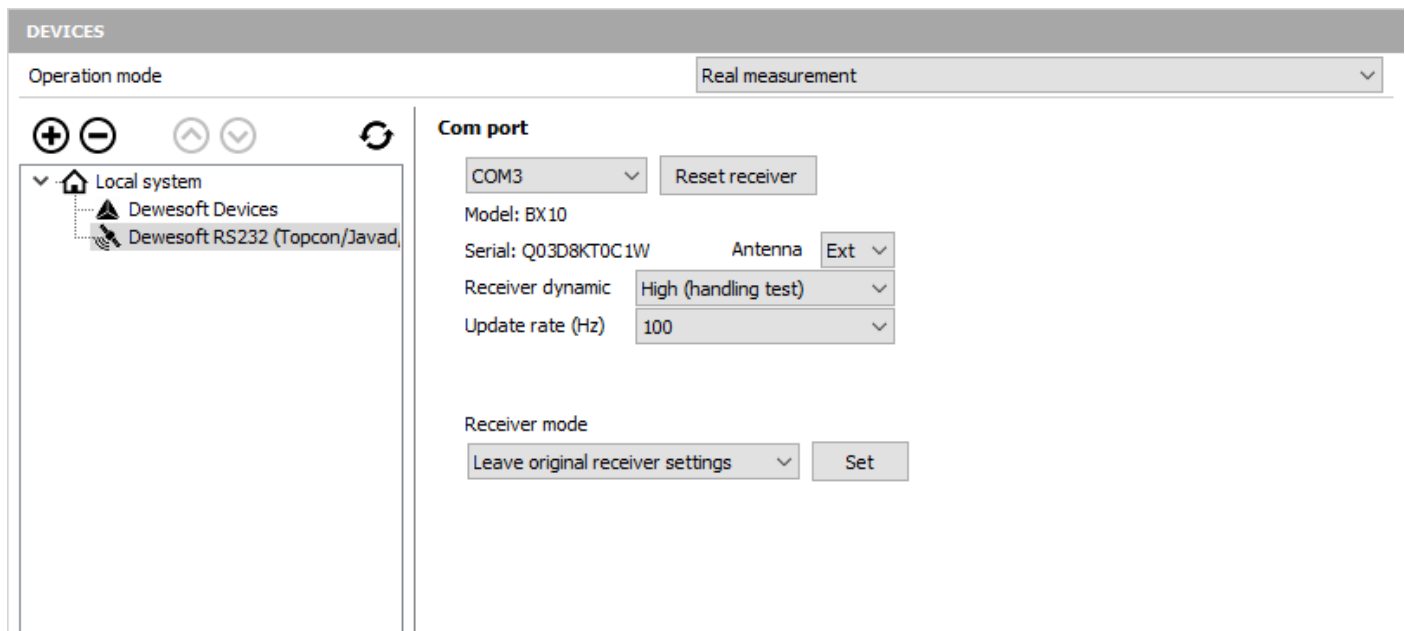 DEVICES
Operation mode
Real measurement
Local system
Dewesoft Devices
Dewesoft RS232 (Topcon/Javad,
Com port
COM3
Reset receiver
Model: BX10
Serial: Q03D8KT0C1W
Antenna
Ext
Receiver dynamic
High (handling test)
Update rate (Hz)
100
Receiver mode
Leave original receiver settings
Set